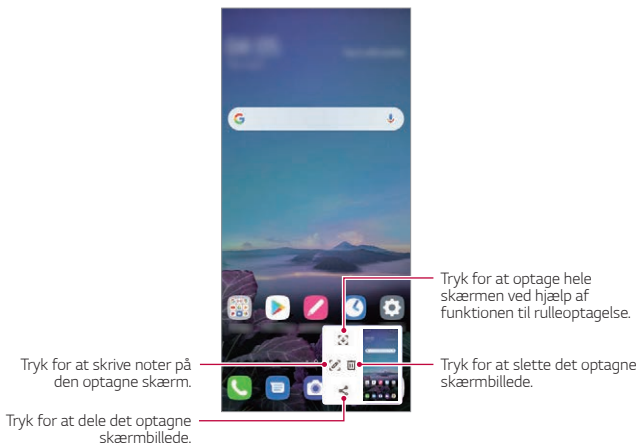 Tryk for at optage hele
skærmen ved hjælp af
funktionen til rulleoptagelse.
Tryk for at skrive noter på
den optagne skærm.
Tryk for at slette det optagne
skærmbillede.
Tryk for at dele det optagne
skærmbillede.